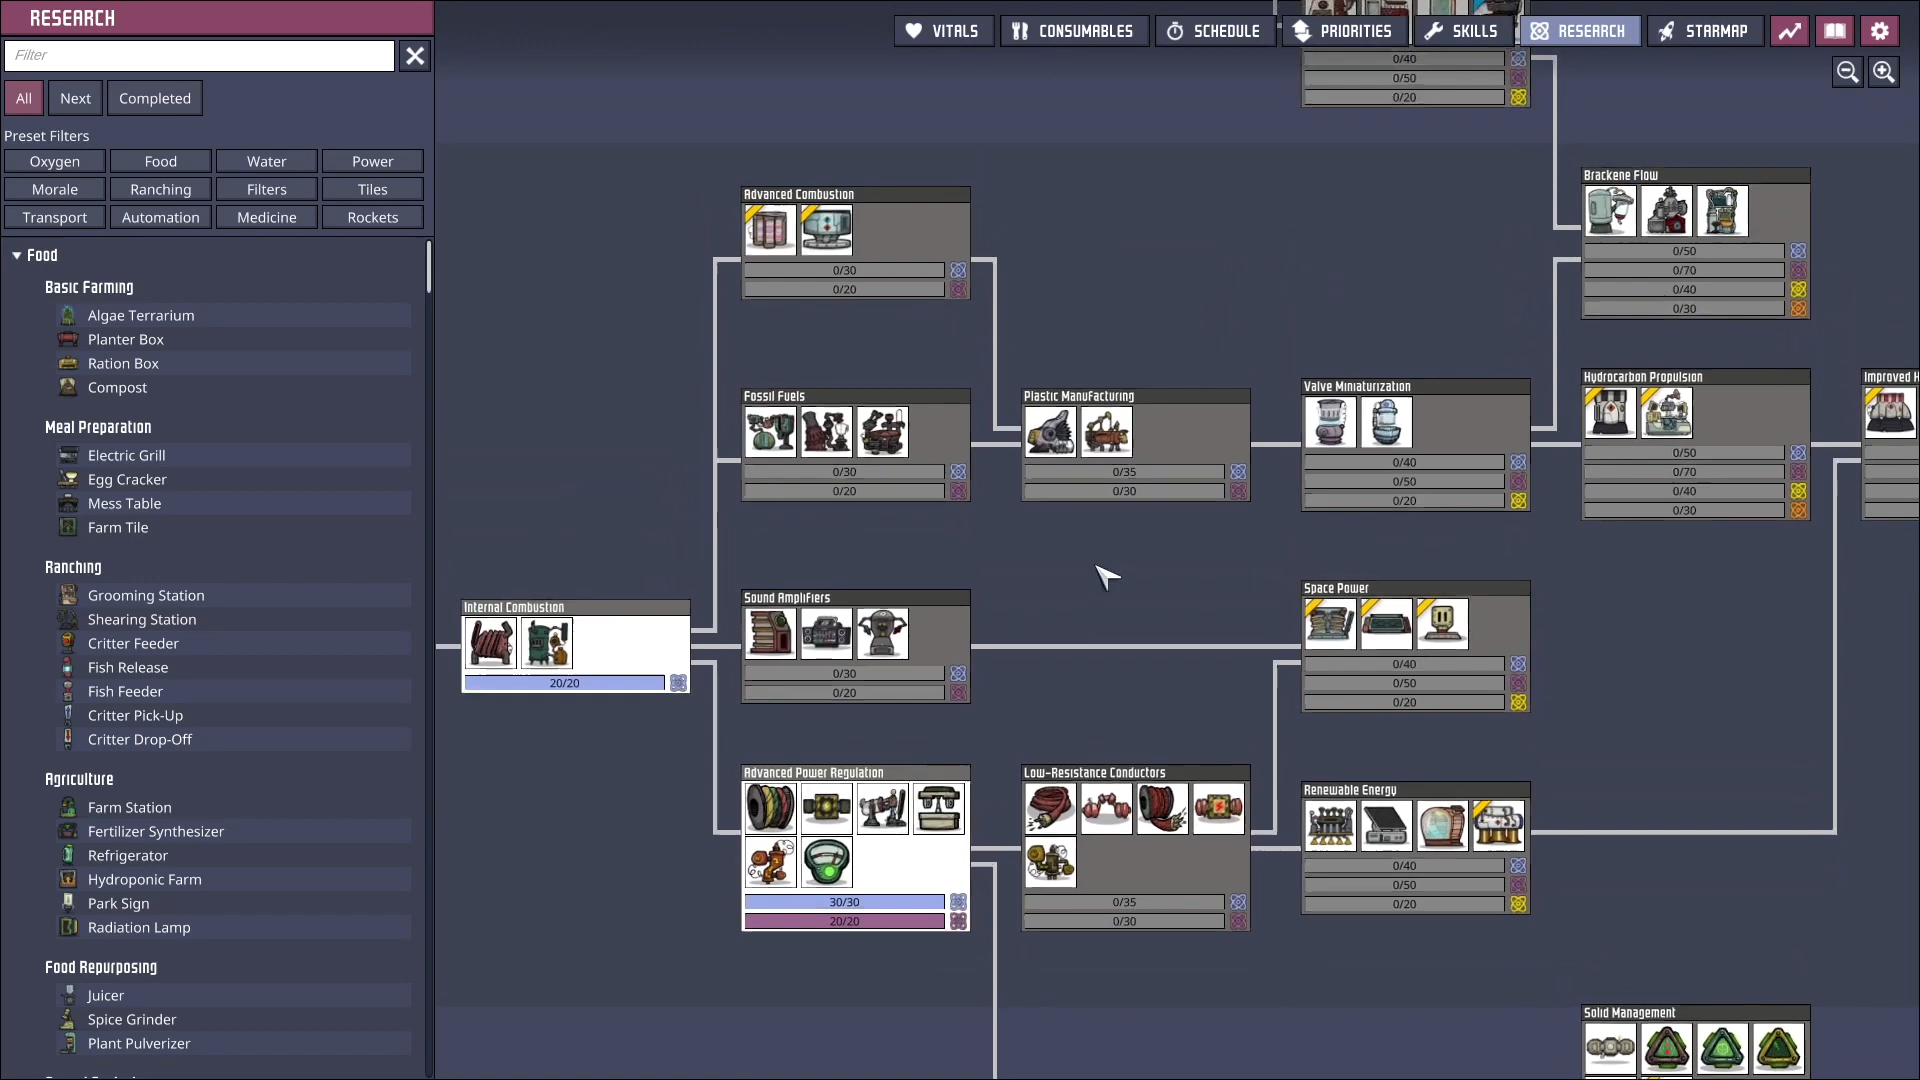 RESEARCH
VITALS
CONSUMABLES
SCHEDULE
PRIORITIES
SKILLS
RESEARCH
STARMAP
Filter
All
Next
Completed
Preset Filters
Oxygen
Food
Water
Power
Morale
Ranching
Filters
Tiles
Transport
Automation
Medicine
Rockets
Food
Basic Farming
Algae Terrarium
Planter Box
Ration Box
Compost
Meal Preparation
Electric Grill
Egg Cracker
Mess Table
Farm Tile
Ranching
Grooming Station
Shearing Station
Critter Feeder
Fish Release
Fish Feeder
Critter Pick-Up
Critter Drop-Off
Agriculture
Farm Station
Fertilizer Synthesizer
Refrigerator
Hydroponic Farm
Park Sign
Radiation Lamp
Food Repurposing
Juicer
Spice Grinder
Plant Pulverizer
0/40
0/50
0/20
Brackene Flow
0/50
0/70
0/40
0/30
Advanced Combustion
0/30
0/20
Fossil Fuels
0/30
0/20
Plastic Manufacturing
0/35
0/30
Valve Miniaturization
0/40
0/50
0/20
Hydrocarbon Propulsion
0/50
0/70
0/40
0/30
Improved H
Internal Combustion
20/20
Sound Amplifiers
0/30
0/20
Space Power
0/40
0/50
0/20
Advanced Power Regulation
30/30
20/20
Low-Resistance Conductors
0/35
0/30
Renewable Energy
0/40
0/50
0/20
Solid Management